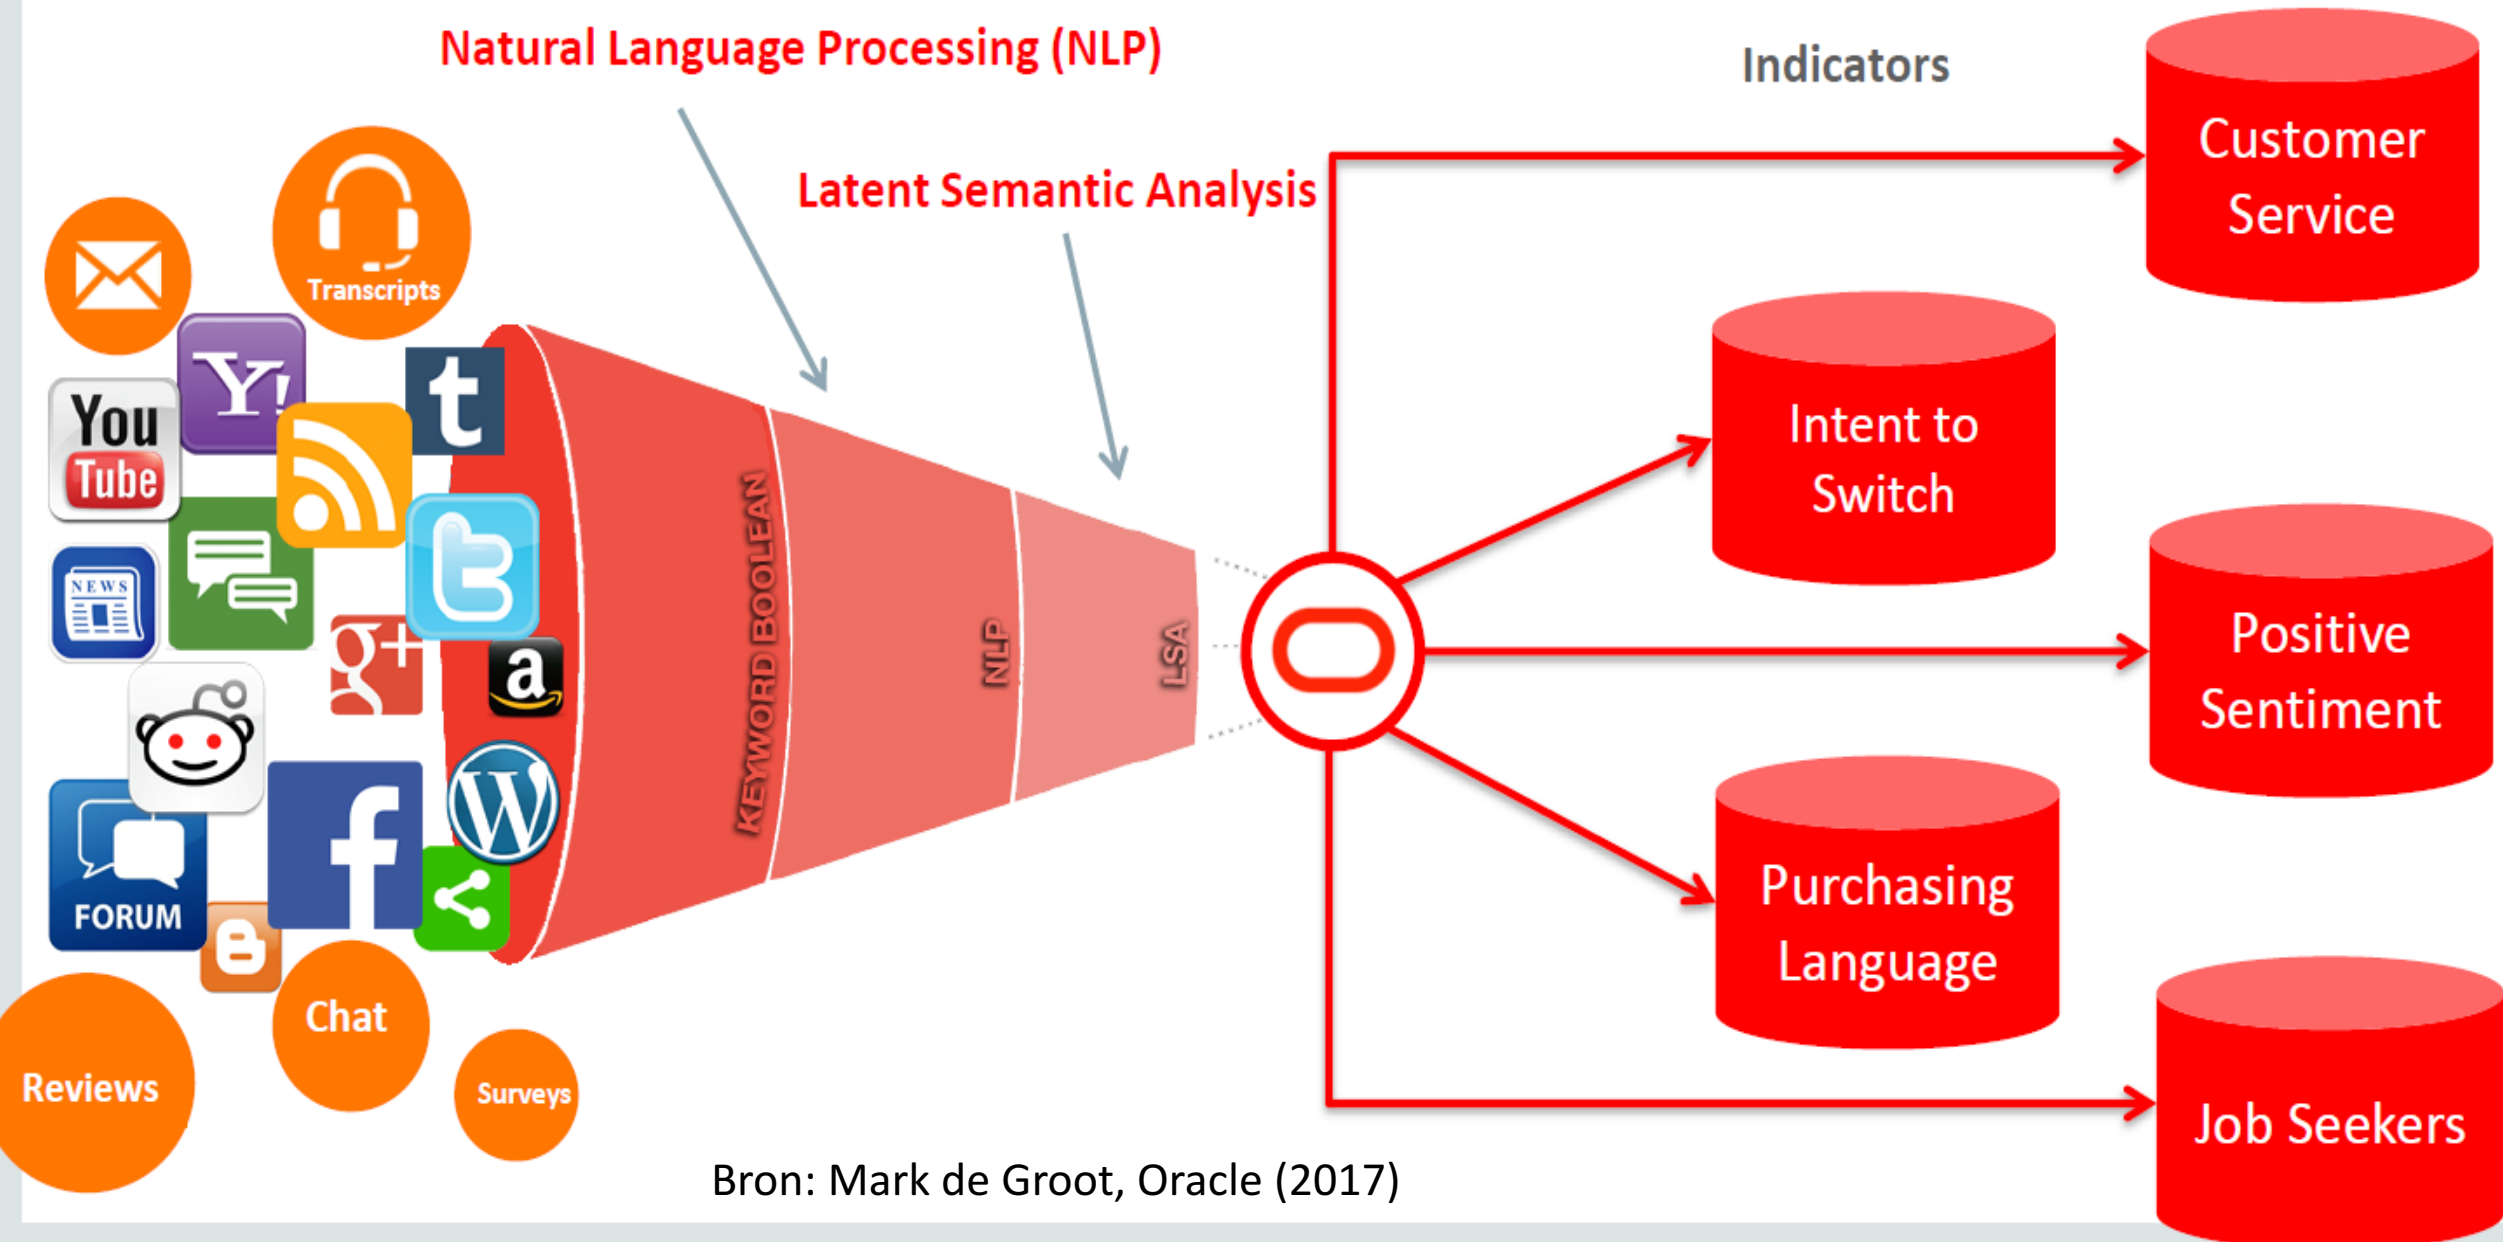 Natural Language Processing (NLP)
Indicators
Latent Semantic Analysis
Transcripts
Y!
You
Tube
t
NEWS
g+
a
W
f
FORUM
B
Chat
Reviews
Surveys
KEYWORD BOOLEAN
NLP
LSA
Customer
Service
Intent to
Switch
Positive
Sentiment
Purchasing
Language
Job Seekers
Bron: Mark de Groot, Oracle (2017)